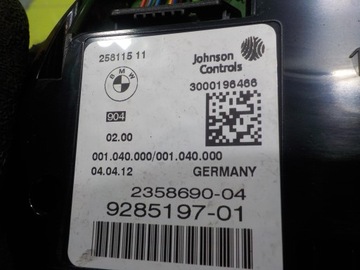 258115 11
BMW
Johnson
Controls
3000196466
904
02.00
001.040.000/001.040.000
04.04.12 GERMANY
2358690-04
9285197-01